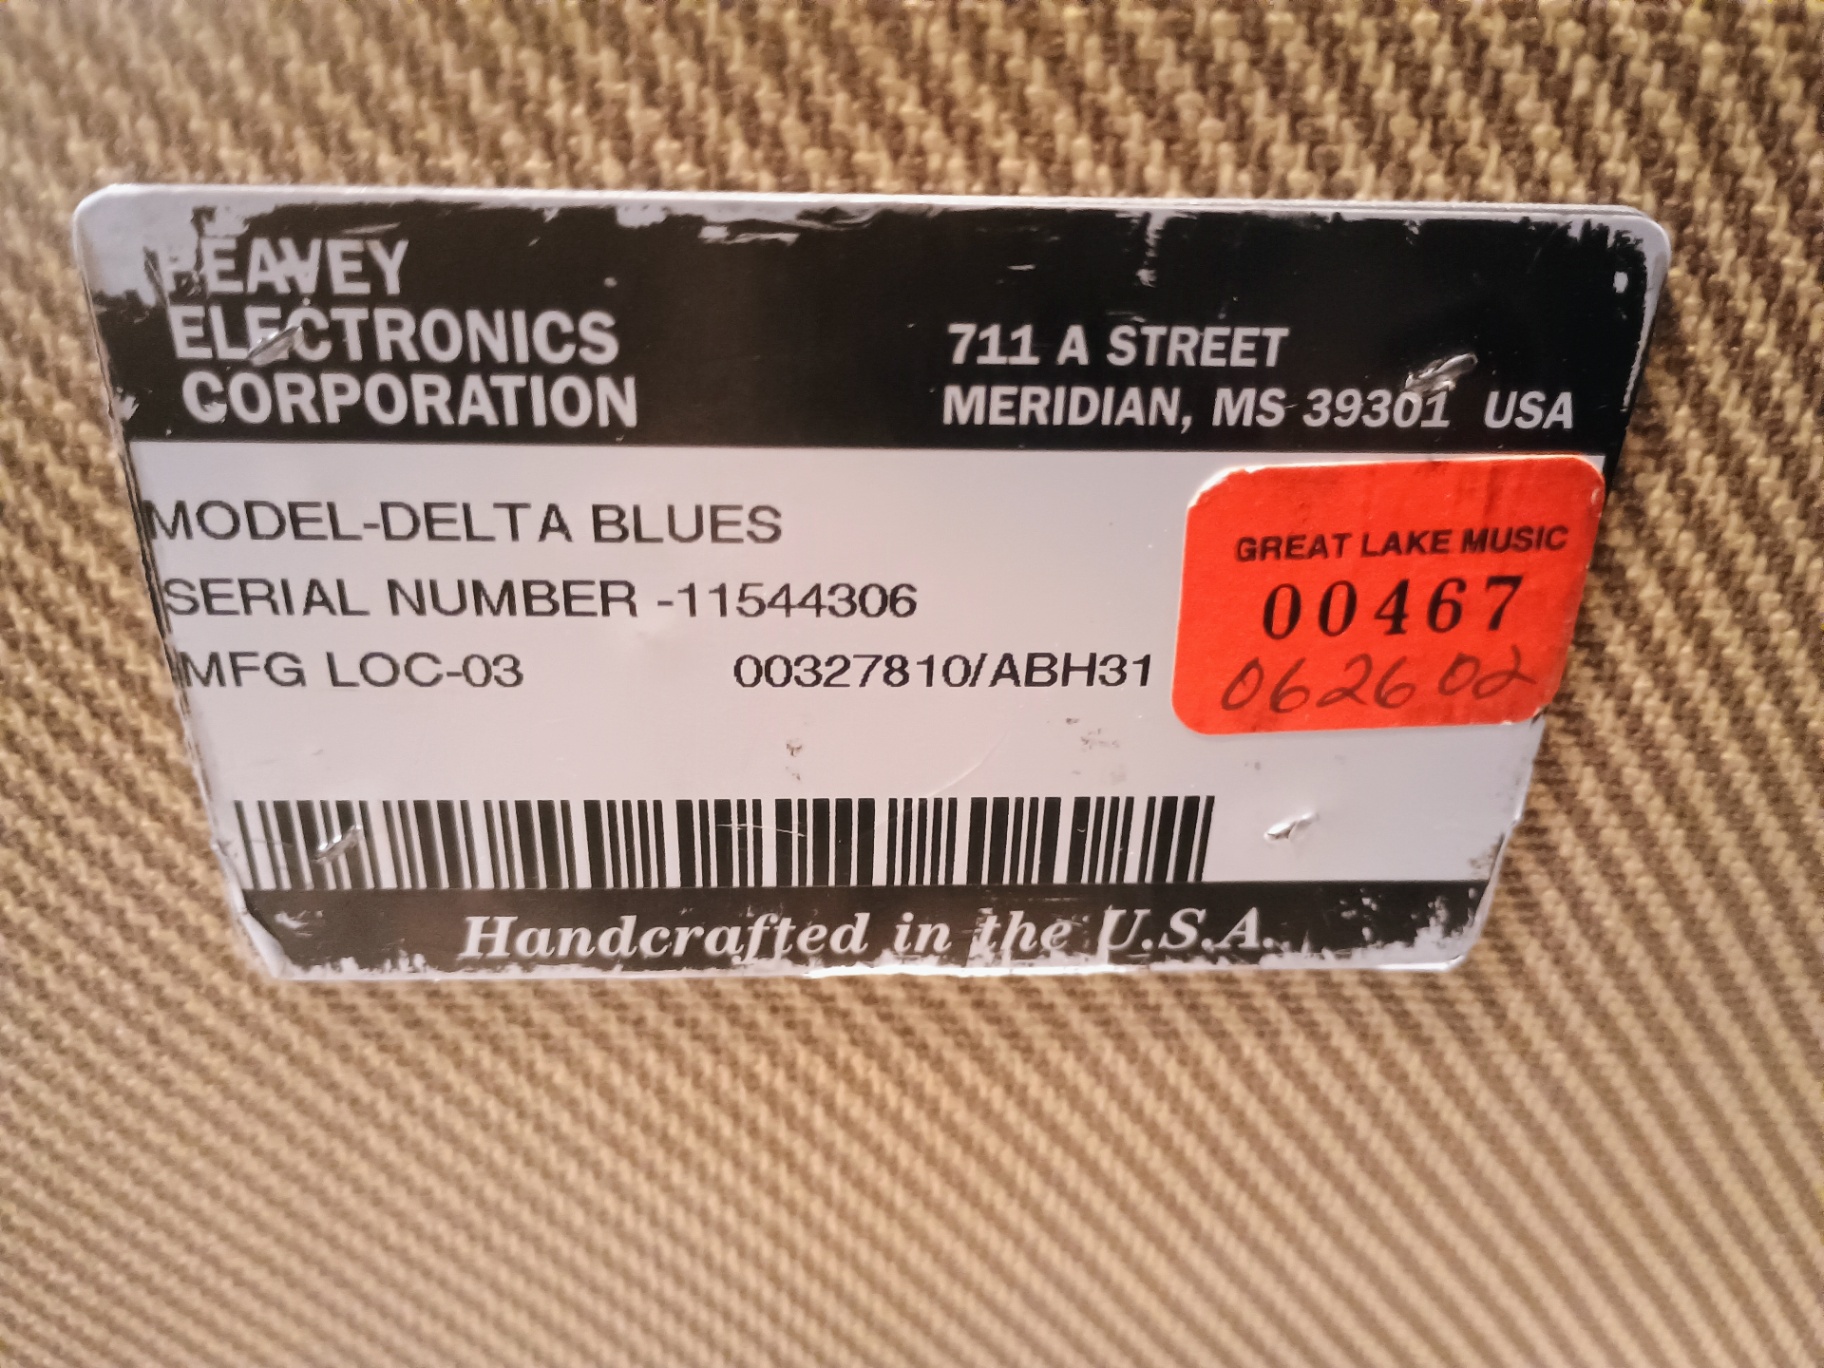 PEAVEY
ELECTRONICS
CORPORATION
711 A STREET
MERIDIAN, MS 39301 USA
MODEL-DELTA BLUES
SERIAL NUMBER -11544306
MFG LOC-03 00327810/ABH31
GREAT LAKE MUSIC
00467
062602
Handcrafted in the U.S.A.